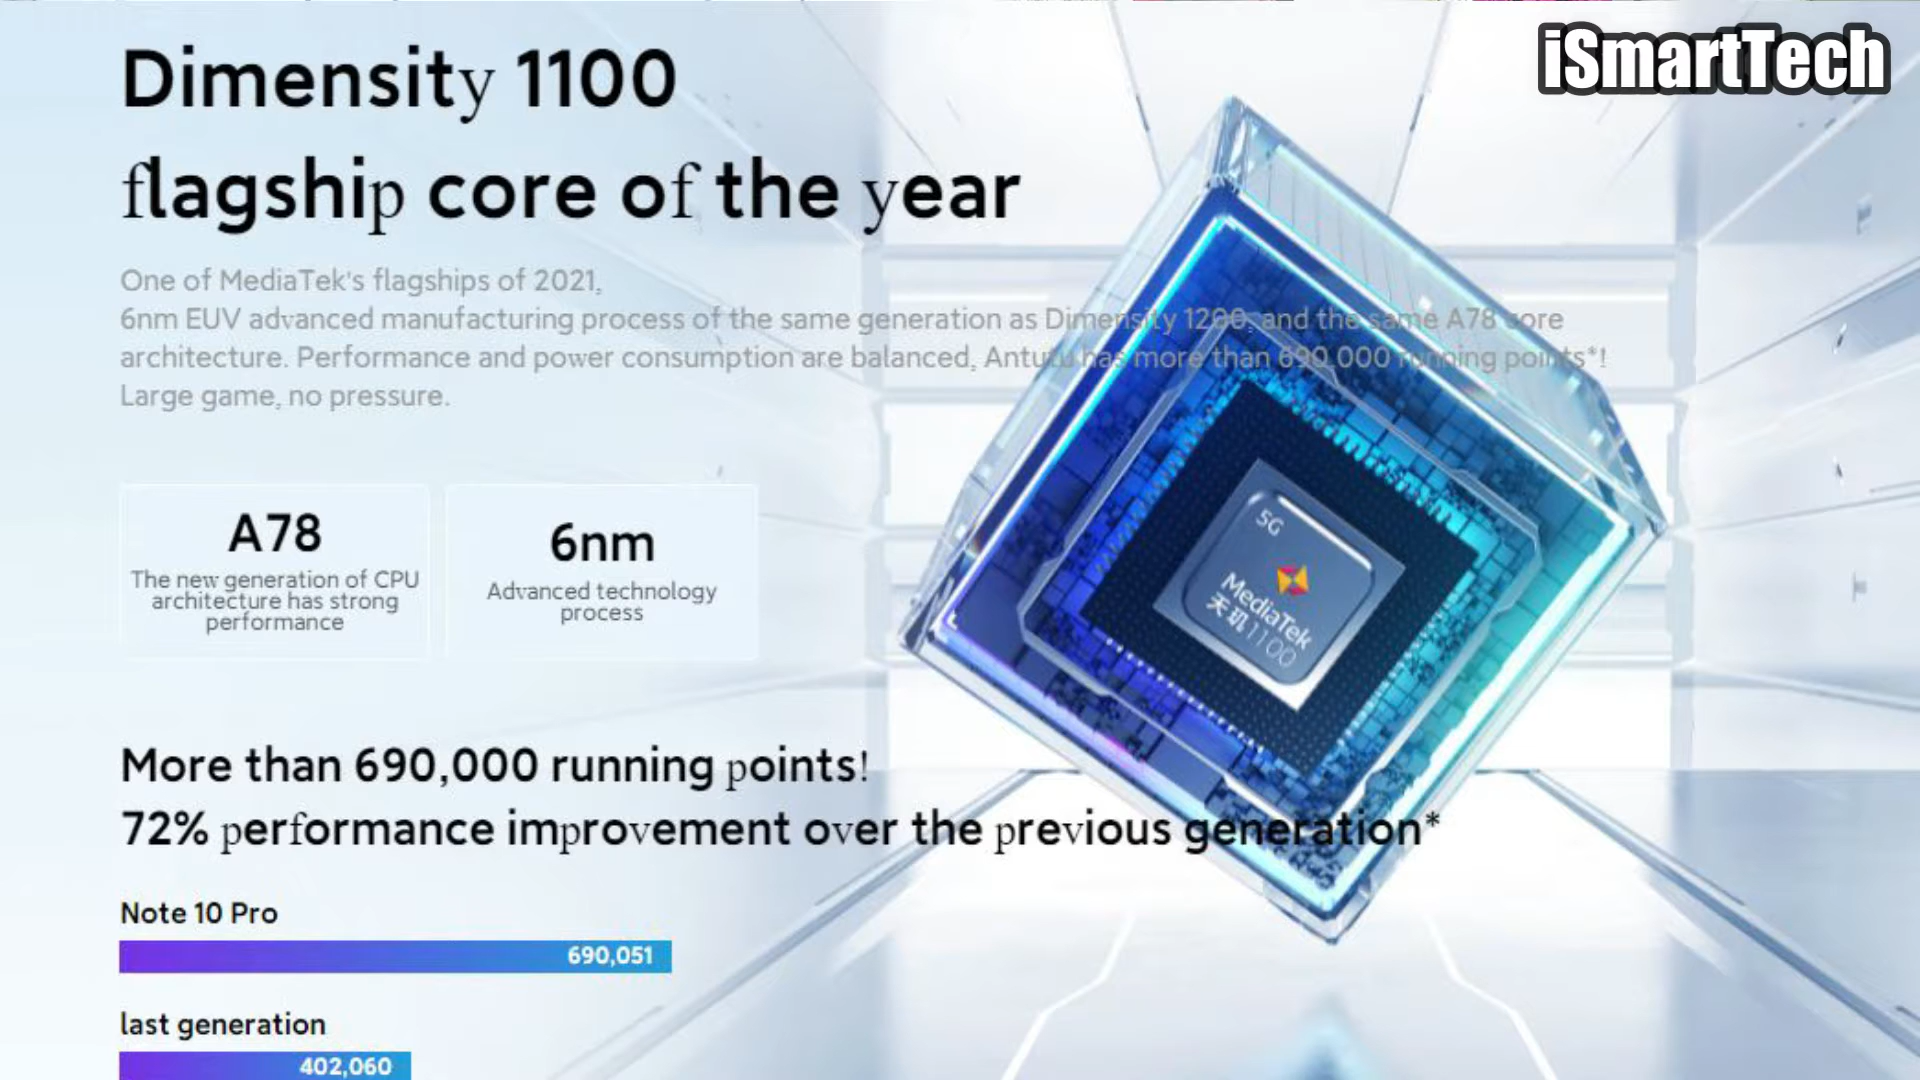 iSmartTech
Dimensity 1100
flagship core of the year
One of MediaTek's flagships of 2021,
6nm EUV advanced manufacturing process of the same generation as Dimensity 1200, and the same A78 core
architecture. Performance and power consumption are balanced, Antutu has more than 690,000 running points*!
Large game, no pressure.
A78
The new generation of CPU
architecture has strong
performance
6nm
Advanced technology
process
5G
MediaTek
天玑1100
More than 690,000 running points!
72% performance improvement over the previous generation*
Note 10 Pro
690,051
last generation
402,060